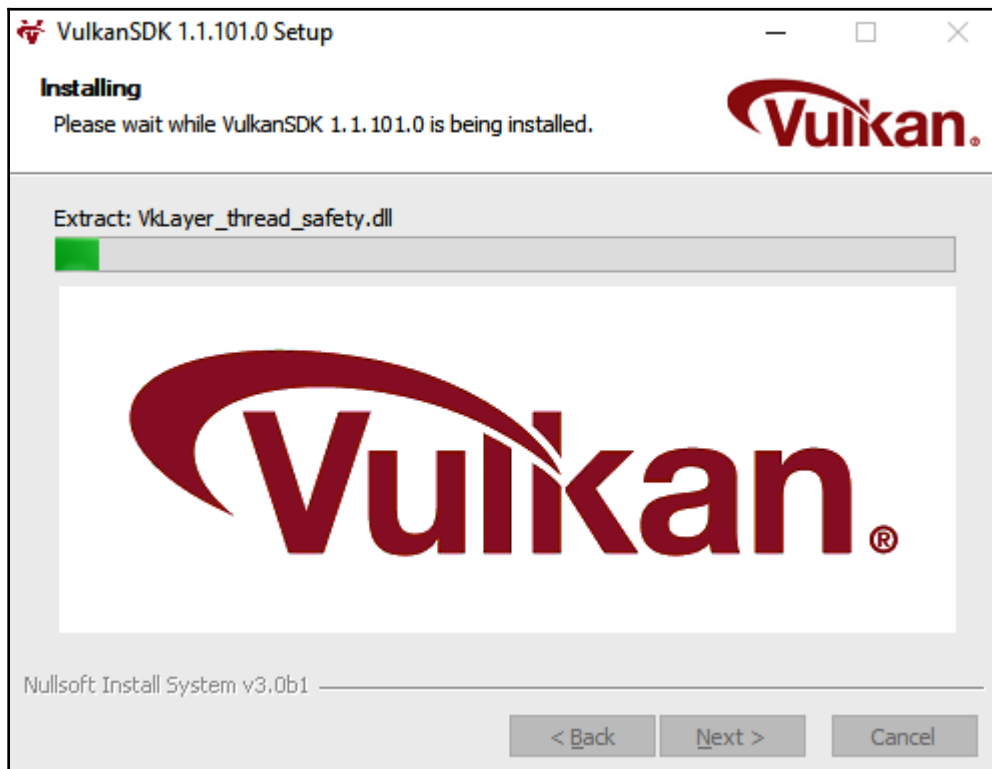 VulkanSDK 1.1.101.0 Setup
Installing
Please wait while VulkanSDK 1.1.101.0 is being installed.
Vulkan®
Extract: VkLayer_thread_safety.dll
Vulkan®
Nullsoft Install System v3.0b1
< Back Next > Cancel